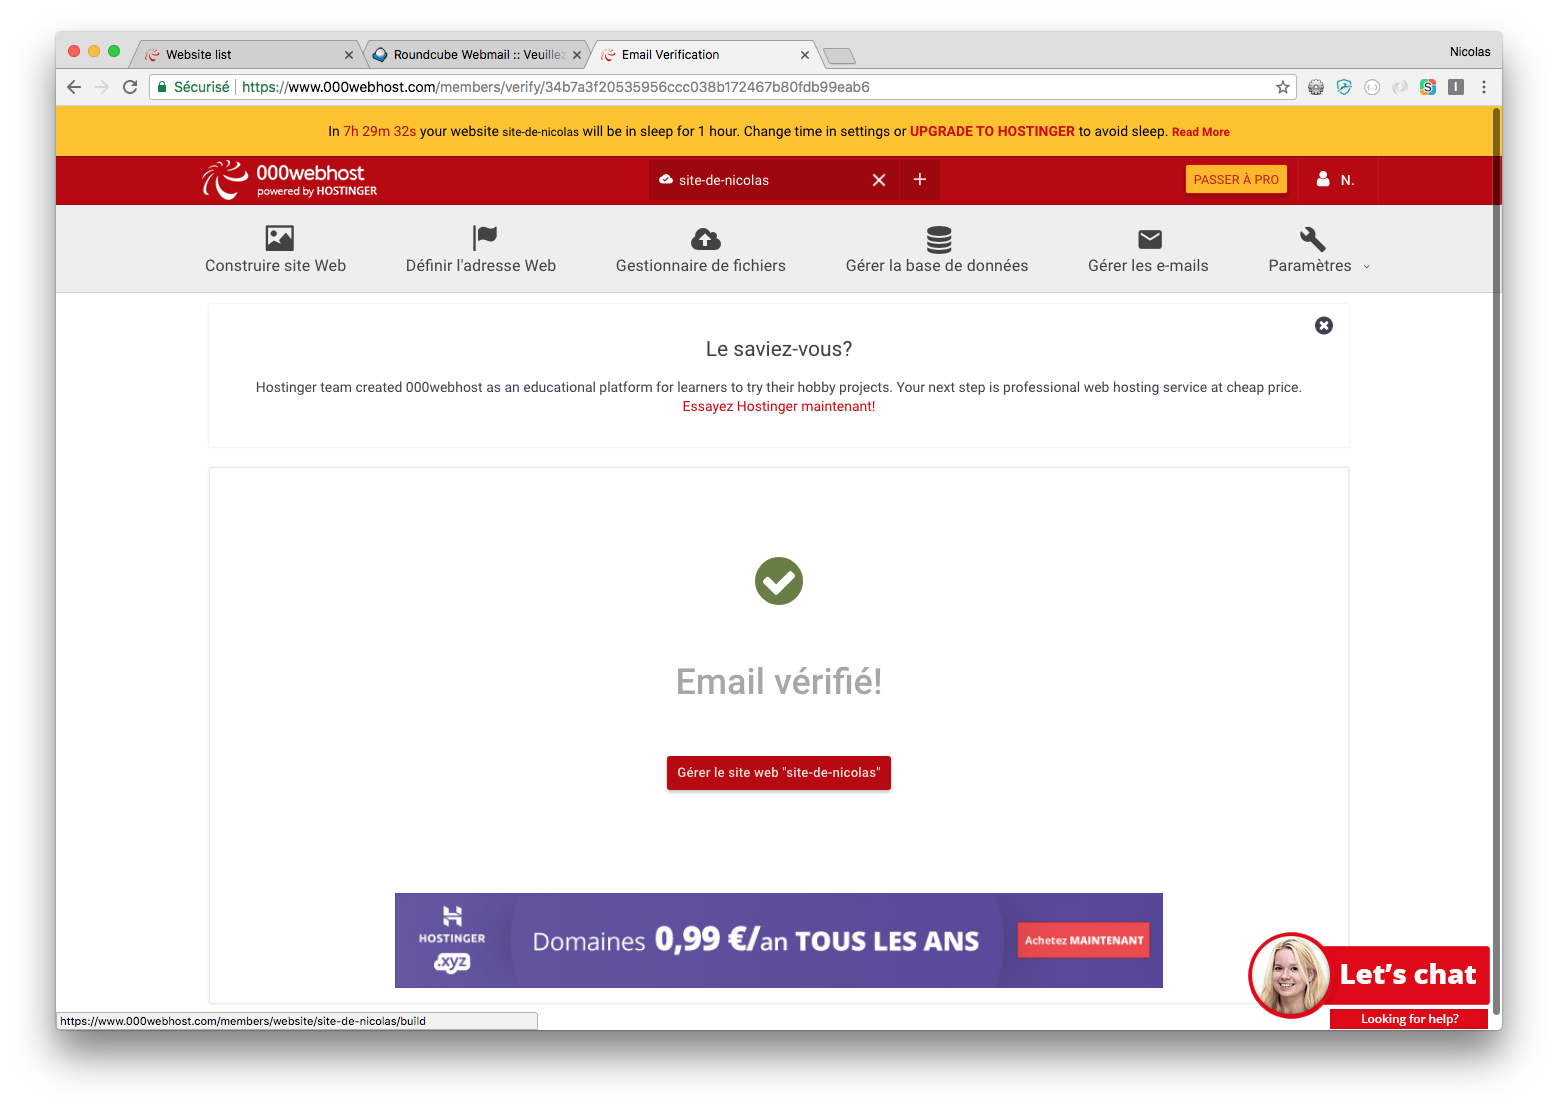 Website list
Roundcube Webmail :: Veuillez
Email Verification
Nicolas
Sécurisé
https://www.000webhost.com/members/verify/34b7a3f20535956ccc038b172467b80fdb99eab6
In 7h 29m 32s your website site-de-nicolas will be in sleep for 1 hour. Change time in settings or UPGRADE TO HOSTINGER to avoid sleep. Read More
000webhost
powered by HOSTINGER
site-de-nicolas
PASSER À PRO
N.
Construire site Web
Définir l'adresse Web
Gestionnaire de fichiers
Gérer la base de données
Gérer les e-mails
Paramètres
Le saviez-vous?
Hostinger team created 000webhost as an educational platform for learners to try their hobby projects. Your next step is professional web hosting service at cheap price.
Essayez Hostinger maintenant!
Email vérifié!
Gérer le site web "site-de-nicolas"
HOSTINGER
.xyz
Domaines 0,99 €/an TOUS LES ANS
Achetez MAINTENANT
Let's chat
Looking for help?
https://www.000webhost.com/members/website/site-de-nicolas/build